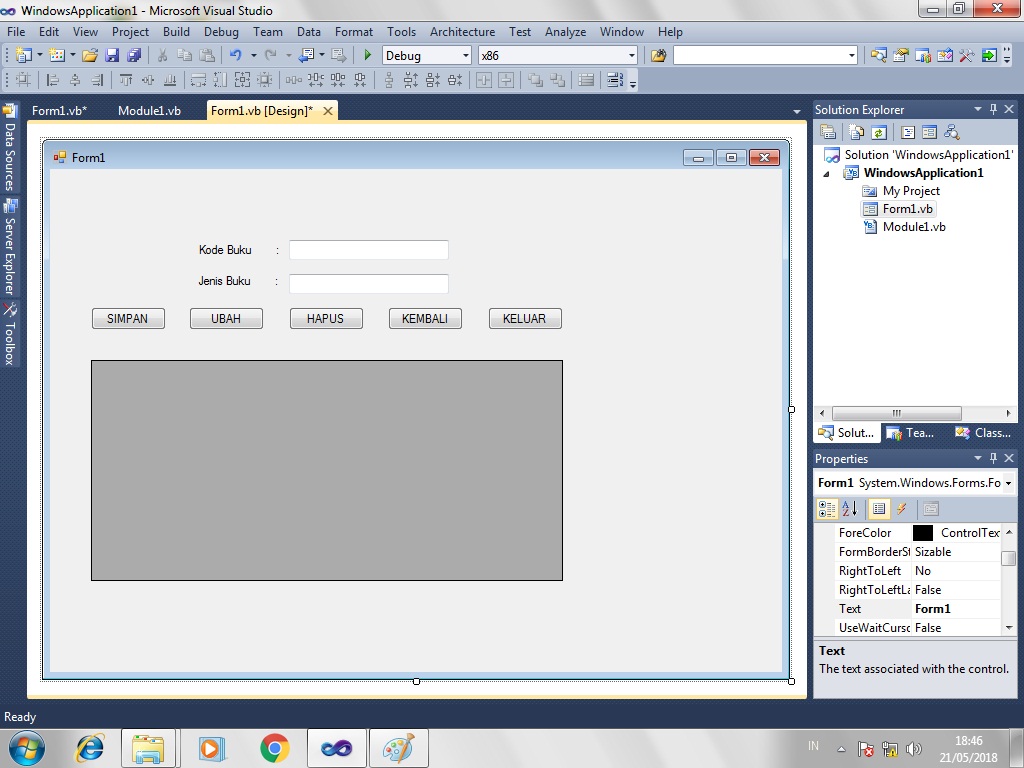 WindowsApplication1 - Microsoft Visual Studio
File Edit View Project Build Debug Team Data Format Tools Architecture Test Analyze Window Help
Debug x86
Data Sources
Server Explorer
Toolbox
Form1.vb* Module1.vb Form1.vb [Design]*
Form1
Kode Buku :
Jenis Buku :
SIMPAN UBAH HAPUS KEMBALI KELUAR
Solution Explorer
Solution 'WindowsApplication1'
WindowsApplication1
My Project
Form1.vb
Module1.vb
Solut... Tea... Class...
Properties
Form1 System.Windows.Forms.Fo
ForeColor ControlTex
FormBorderSt Sizable
RightToLeft No
RightToLeftLa False
Text Form1
UseWaitCurso False
Text
The text associated with the control.
Ready
IN
18:46
21/05/2018